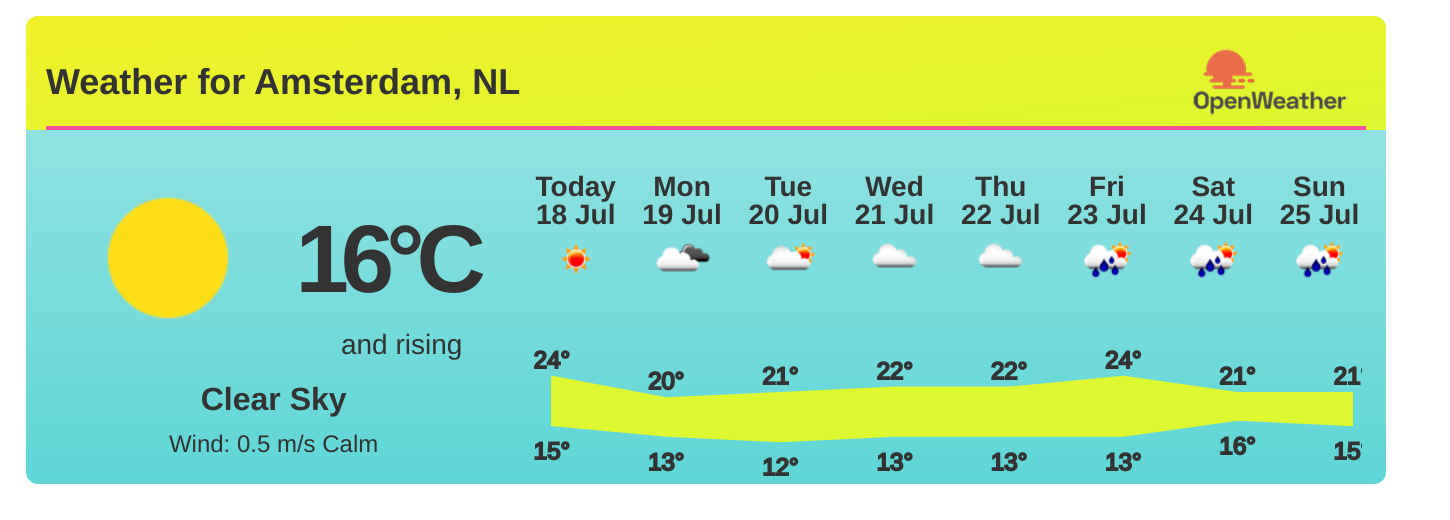 Weather for Amsterdam, NL
OpenWeather
16°C
and rising
Clear Sky
Wind: 0.5 m/s Calm
Today Mon Tue Wed Thu Fri Sat Sun
18 Jul 19 Jul 20 Jul 21 Jul 22 Jul 23 Jul 24 Jul 25 Jul
24° 20° 21° 22° 22° 24° 21° 21°
15° 13° 12° 13° 13° 13° 16° 15°